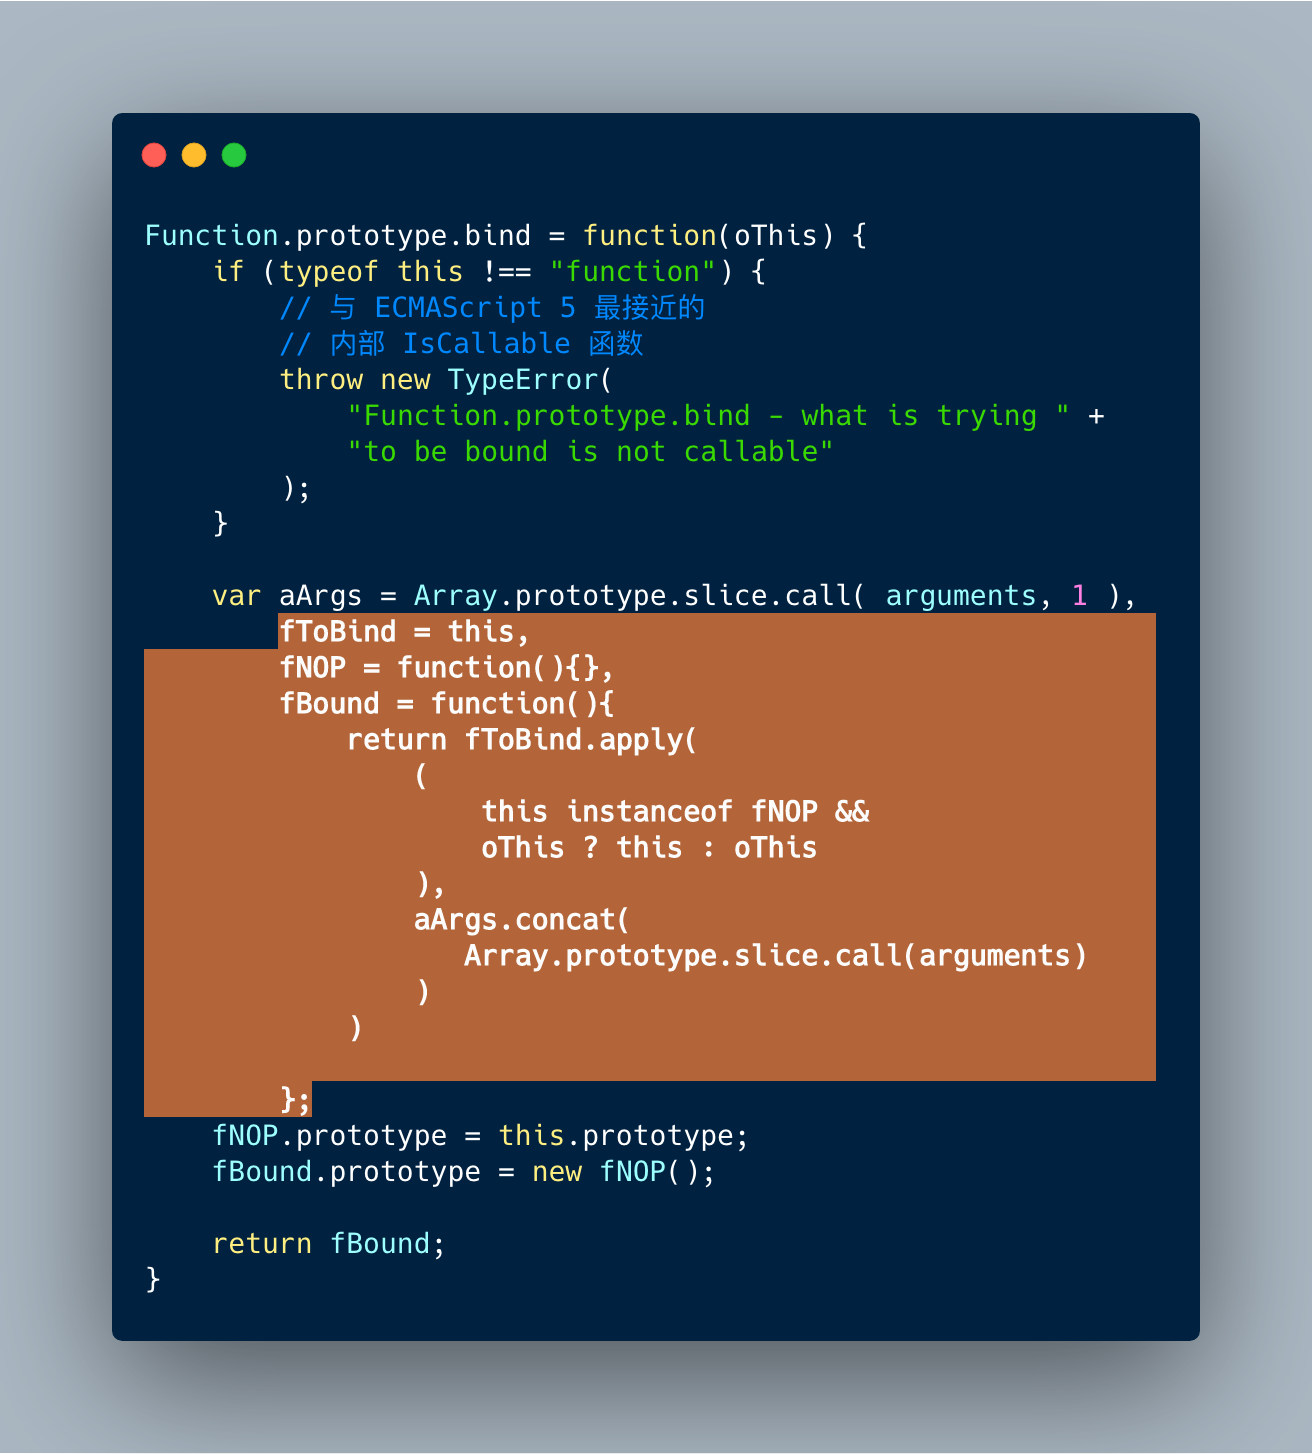 Function.prototype.bind = function(oThis) {
    if (typeof this !== "function") {
        // 与 ECMAScript 5 最接近的
        // 内部 IsCallable 函数
        throw new TypeError(
            "Function.prototype.bind - what is trying " +
            "to be bound is not callable"
        );
    }
    var aArgs = Array.prototype.slice.call( arguments, 1 ),
        fToBind = this,
        fNOP = function(){},
        fBound = function(){
            return fToBind.apply(
                (
                    this instanceof fNOP &&
                    oThis ? this : oThis
                ),
                aArgs.concat(
                   Array.prototype.slice.call(arguments)
                )
            )
        };
    fNOP.prototype = this.prototype;
    fBound.prototype = new fNOP();
    return fBound;
}